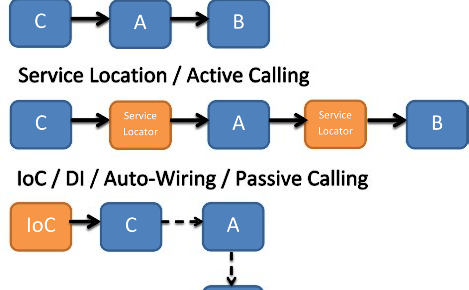 C A B
Service Location / Active Calling
C Service Locator A Service Locator B
IoC / DI / Auto-Wiring / Passive Calling
IoC C A